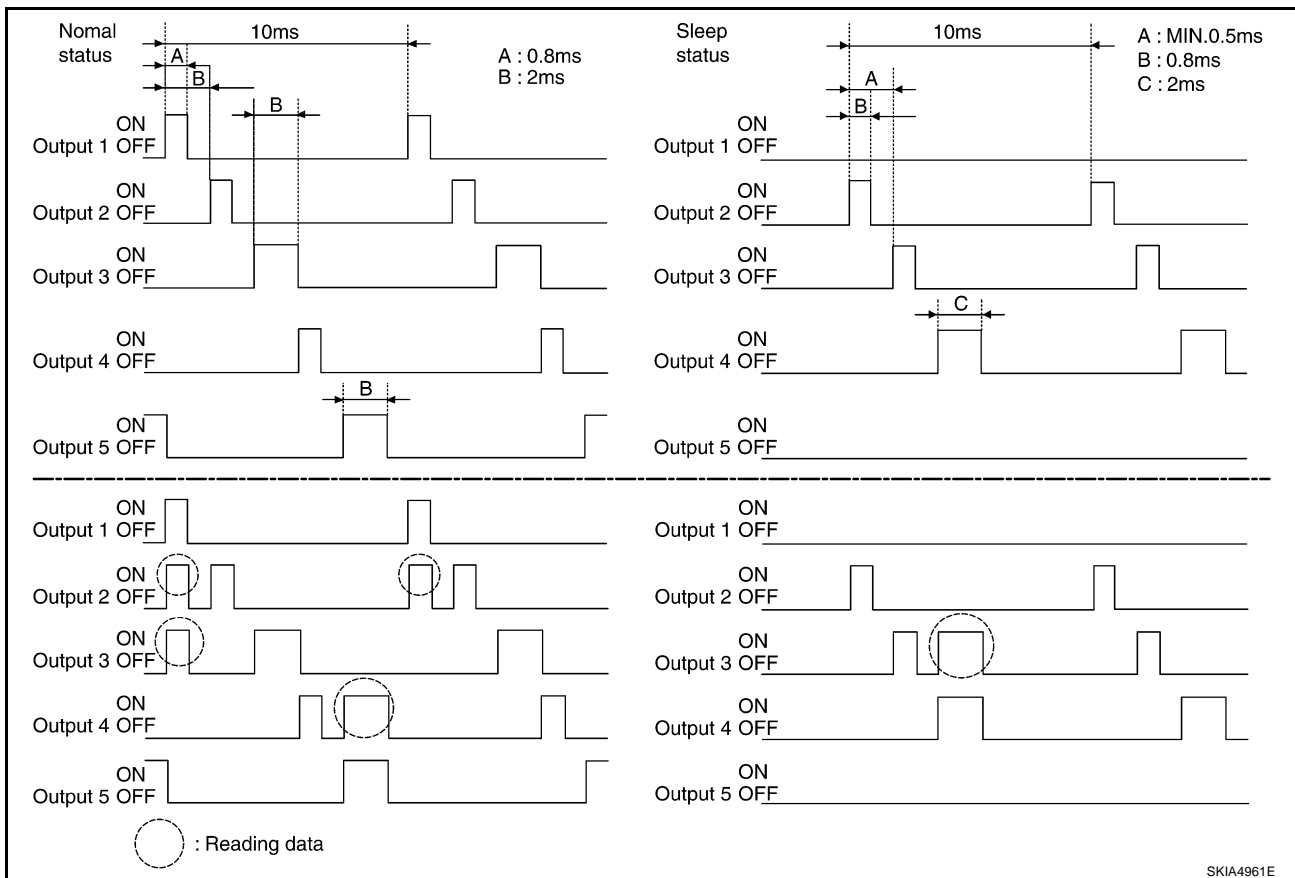 Nomal
status
10ms
A
B
B
A : 0.8ms
B : 2ms
ON
Output 1 OFF
ON
Output 2 OFF
ON
Output 3 OFF
ON
Output 4 OFF
B
ON
Output 5 OFF
Sleep
status
10ms
A
B
A : MIN.0.5ms
B : 0.8ms
C : 2ms
ON
Output 1 OFF
ON
Output 2 OFF
ON
Output 3 OFF
C
ON
Output 4 OFF
ON
Output 5 OFF
ON
Output 1 OFF
ON
Output 2 OFF
ON
Output 3 OFF
ON
Output 4 OFF
ON
Output 5 OFF
: Reading data
ON
Output 1 OFF
ON
Output 2 OFF
ON
Output 3 OFF
ON
Output 4 OFF
ON
Output 5 OFF
SKIA4961E